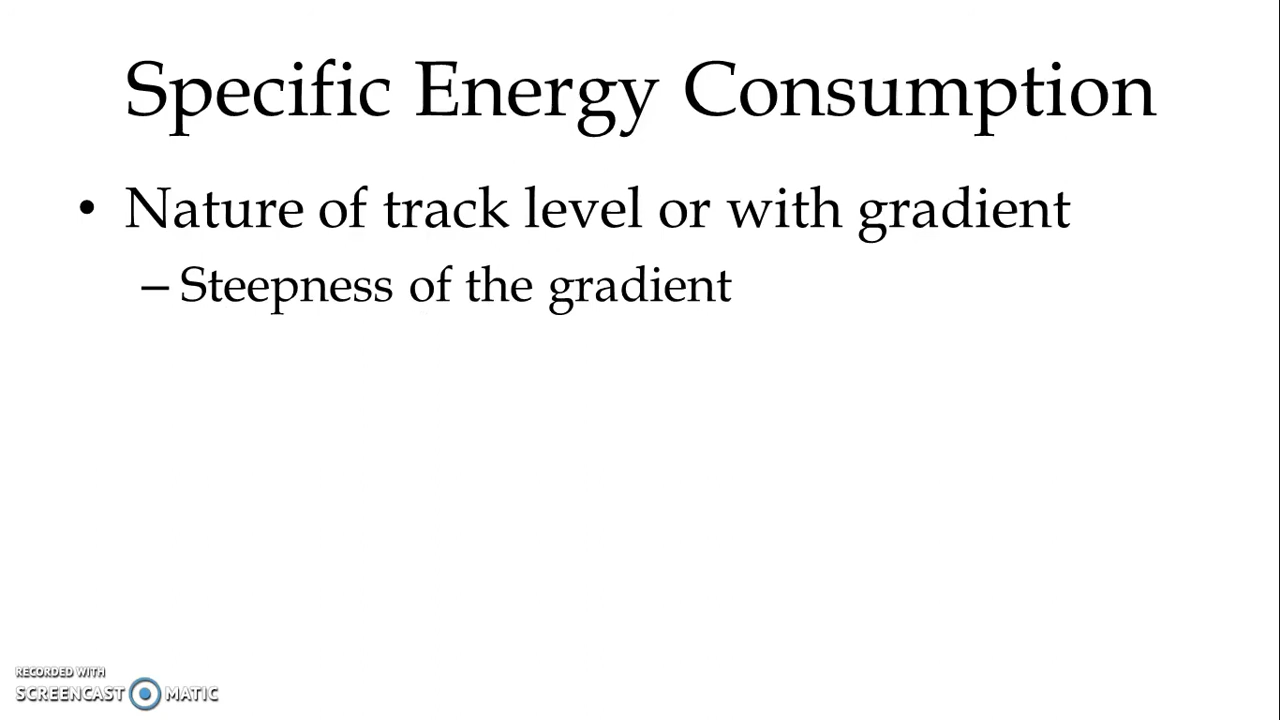 Specific Energy Consumption
• Nature of track level or with gradient
– Steepness of the gradient
RECORDED WITH
SCREENCAST MATIC